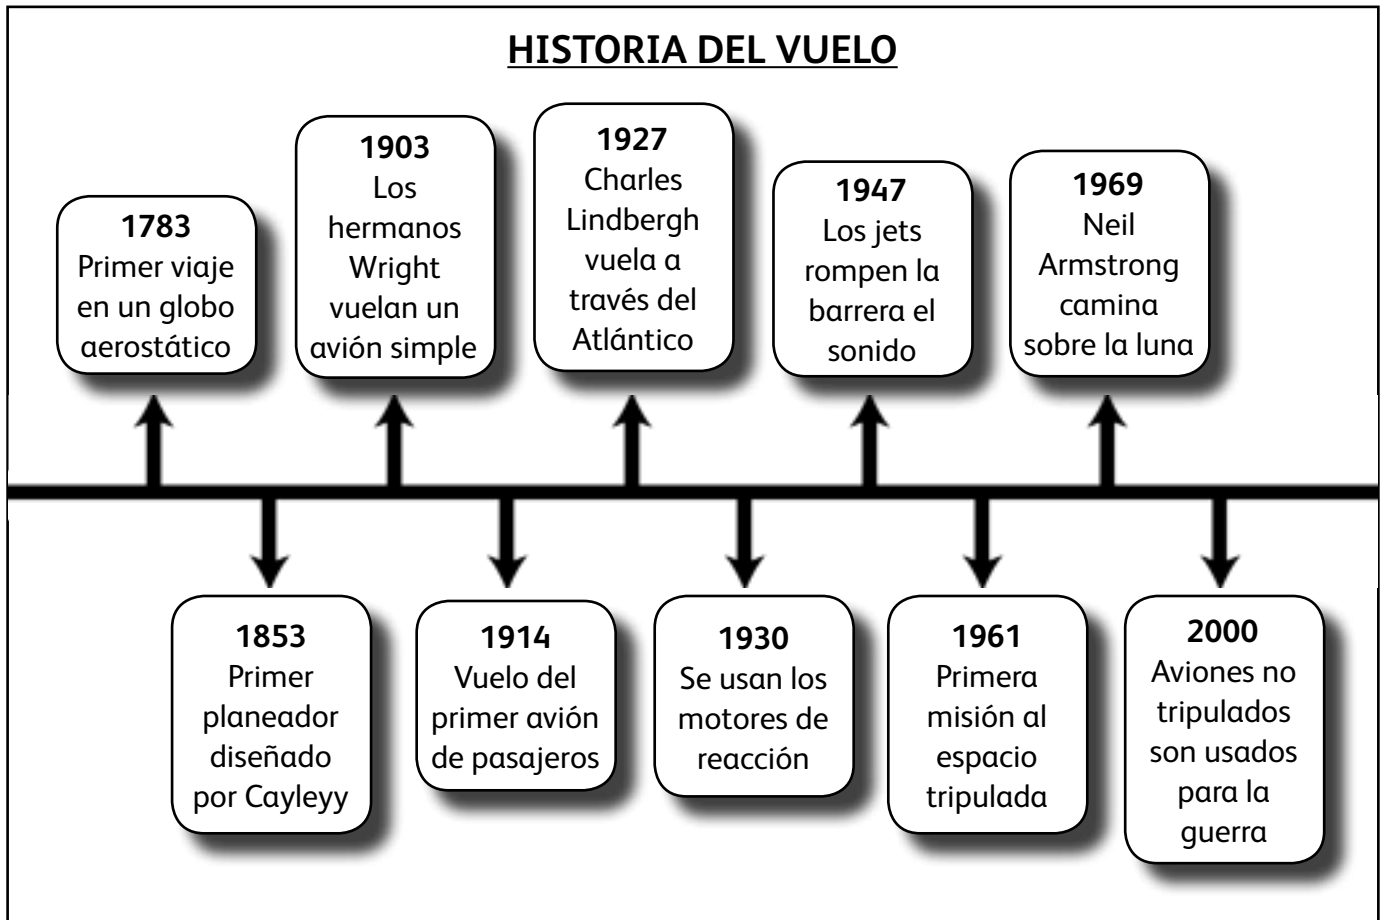 HISTORIA DEL VUELO
1783
Primer viaje
en un globo
aerostático
1903
Los
hermanos
Wright
vuelan un
avión simple
1927
Charles
Lindbergh
vuela a
través del
Atlántico
1947
Los jets
rompen la
barrera el
sonido
1969
Neil
Armstrong
camina
sobre la luna
1853
Primer
planeador
diseñado
por Cayleyy
1914
Vuelo del
primer avión
de pasajeros
1930
Se usan los
motores de
reacción
1961
Primera
misión al
espacio
tripulada
2000
Aviones no
tripulados
son usados
para la
guerra